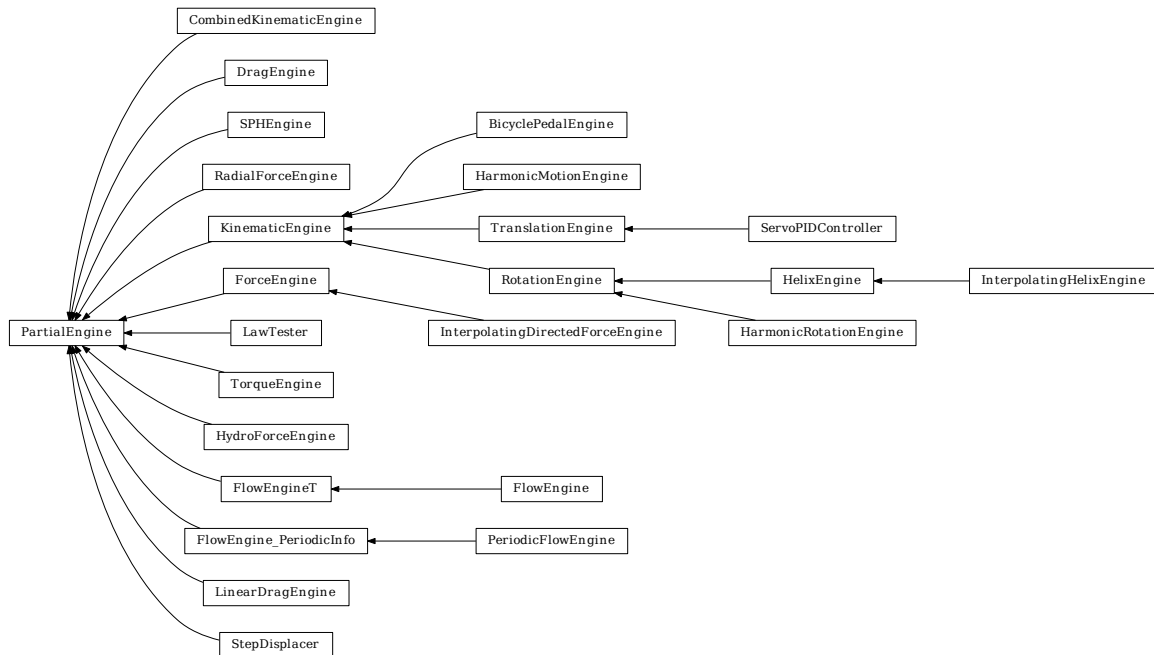 CombinedKinematicEngine
DragEngine
SPHEngine
BicyclePedalEngine
RadialForceEngine
HarmonicMotionEngine
KinematicEngine
TranslationEngine
ServoPIDController
ForceEngine
RotationEngine
HelixEngine
InterpolatingHelixEngine
PartialEngine
LawTester
InterpolatingDirectedForceEngine
HarmonicRotationEngine
TorqueEngine
HydroForceEngine
FlowEngineT
FlowEngine
FlowEngine_PeriodicInfo
PeriodicFlowEngine
LinearDragEngine
StepDisplacer